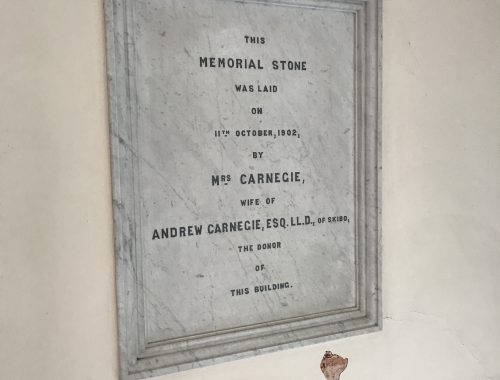 THIS
MEMORIAL STONE
WAS LAID
ON
11TH OCTOBER, 1902,
BY
MRS CARNEGIE,
WIFE OF
ANDREW CARNEGIE, ESQ. LL.D., OF SKIBO,
THE DONOR
OF
THIS BUILDING.